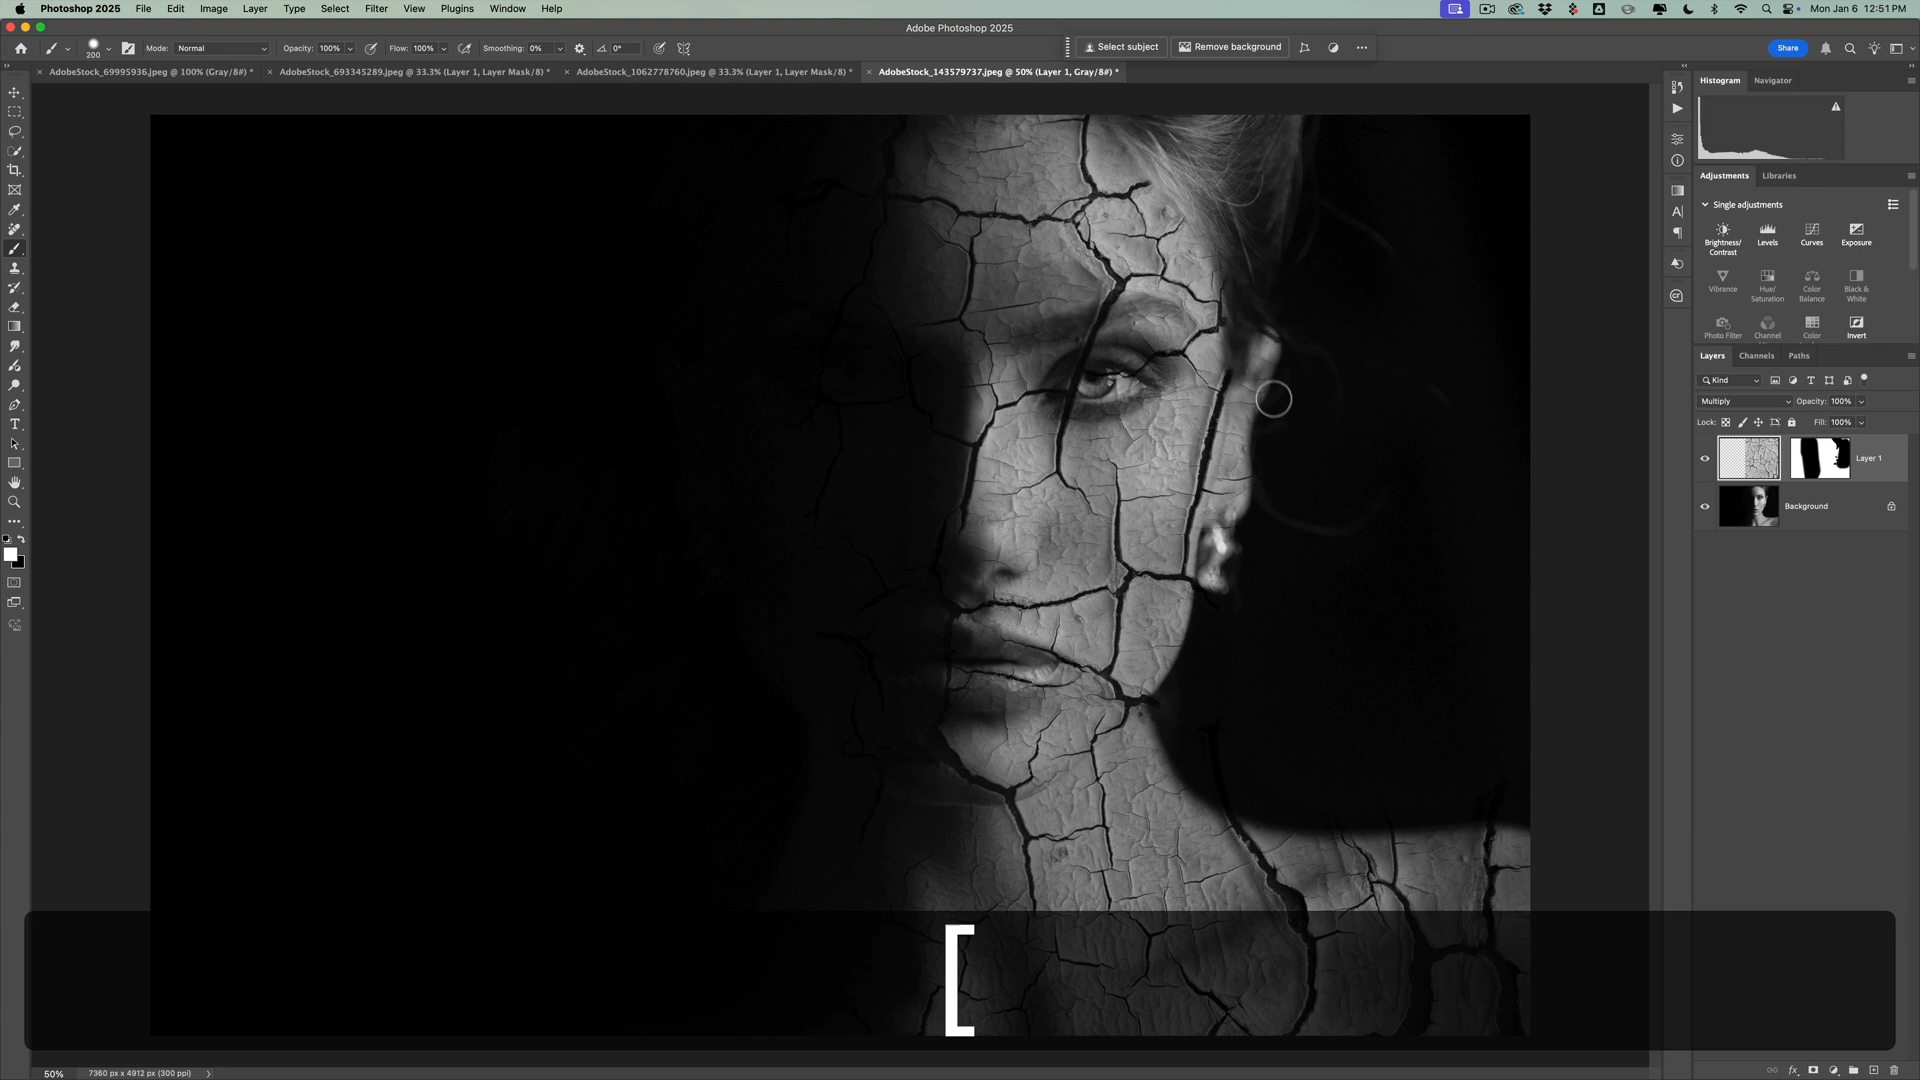 Photoshop 2025 File Edit Image Layer Type Select Filter View Plugins Window Help Mon Jan 6 12:51 PM
Adobe Photoshop 2025
200 Mode: Normal Opacity: 100% Flow: 100% Smoothing: 0% 0° Select subject Remove background Share
AdobeStock_69995936.jpeg @ 100% (Gray/8#) * AdobeStock_693345289.jpeg @ 33.3% (Layer 1, Layer Mask/8) * AdobeStock_1062778760.jpeg @ 33.3% (Layer 1, Layer Mask/8) * AdobeStock_143579737.jpeg @ 50% (Layer 1, Gray/8#) *
Histogram Navigator
Adjustments Libraries
Single adjustments
Brightness/Contrast Levels Curves Exposure
Vibrance Hue/Saturation Color Balance Black & White
Photo Filter Channel Color Invert
Layers Channels Paths
Kind
Multiply Opacity: 100%
Lock: Fill: 100%
Layer 1
Background
[
50% 7360 px x 4912 px (300 ppi)